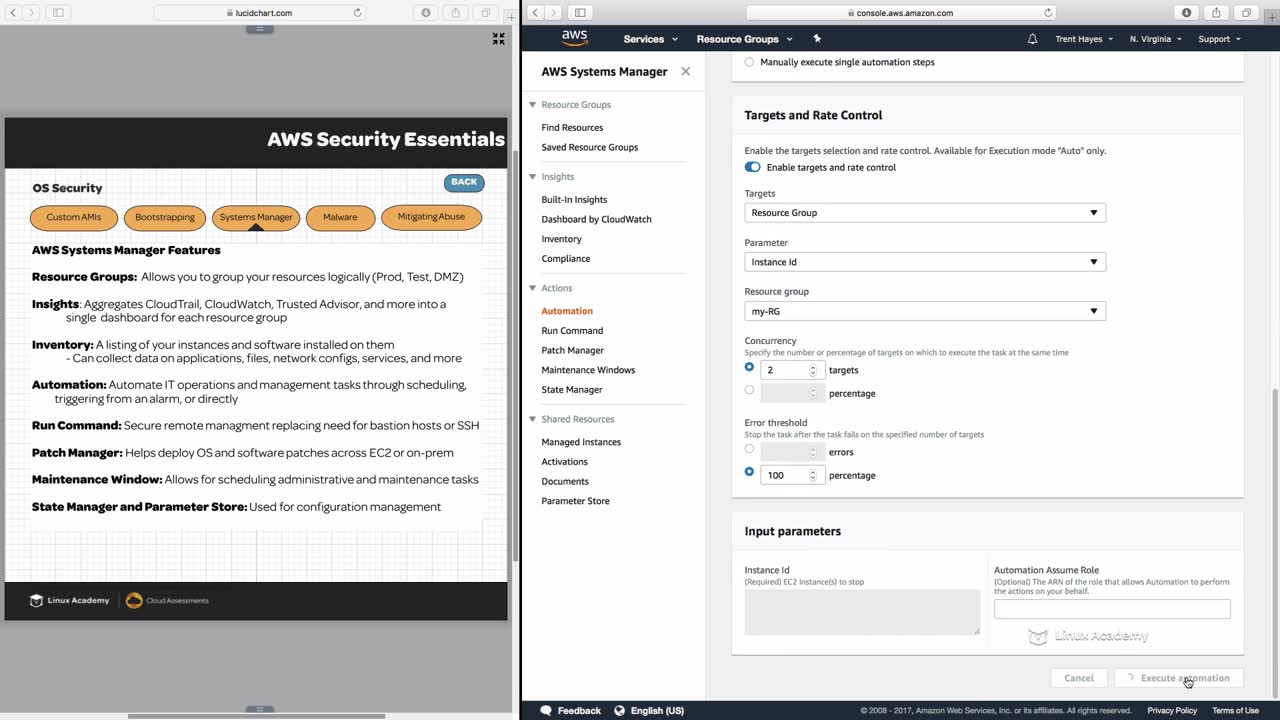 lucidchart.com
AWS Security Essentials
OS Security
BACK
Custom AMIs
Bootstrapping
Systems Manager
Malware
Mitigating Abuse
AWS Systems Manager Features
Resource Groups: Allows you to group your resources logically (Prod, Test, DMZ)
Insights: Aggregates CloudTrail, CloudWatch, Trusted Advisor, and more into a
single dashboard for each resource group
Inventory: A listing of your instances and software installed on them
- Can collect data on applications, files, network configs, services, and more
Automation: Automate IT operations and management tasks through scheduling,
triggering from an alarm, or directly
Run Command: Secure remote managment replacing need for bastion hosts or SSH
Patch Manager: Helps deploy OS and software patches across EC2 or on-prem
Maintenance Window: Allows for scheduling administrative and maintenance tasks
State Manager and Parameter Store: Used for configuration management
Linux Academy
Cloud Assessments
console.aws.amazon.com
aws
Services
Resource Groups
Trent Hayes
N. Virginia
Support
AWS Systems Manager
Resource Groups
Find Resources
Saved Resource Groups
Insights
Built-In Insights
Dashboard by CloudWatch
Inventory
Compliance
Actions
Automation
Run Command
Patch Manager
Maintenance Windows
State Manager
Shared Resources
Managed Instances
Activations
Documents
Parameter Store
Manually execute single automation steps
Targets and Rate Control
Enable the targets selection and rate control. Available for Execution mode "Auto" only.
Enable targets and rate control
Targets
Resource Group
Parameter
Instance Id
Resource group
my-RG
Concurrency
Specify the number or percentage of targets on which to execute the task at the same time
2 targets
percentage
Error threshold
Stop the task after the task fails on the specified number of targets
errors
100 percentage
Input parameters
Instance Id
(Required) EC2 Instance(s) to stop
Automation Assume Role
(Optional) The ARN of the role that allows Automation to perform
the actions on your behalf.
Linux Academy
Cancel
Execute automation
Feedback
English (US)
© 2008 - 2017, Amazon Web Services, Inc. or its affiliates. All rights reserved.
Privacy Policy
Terms of Use